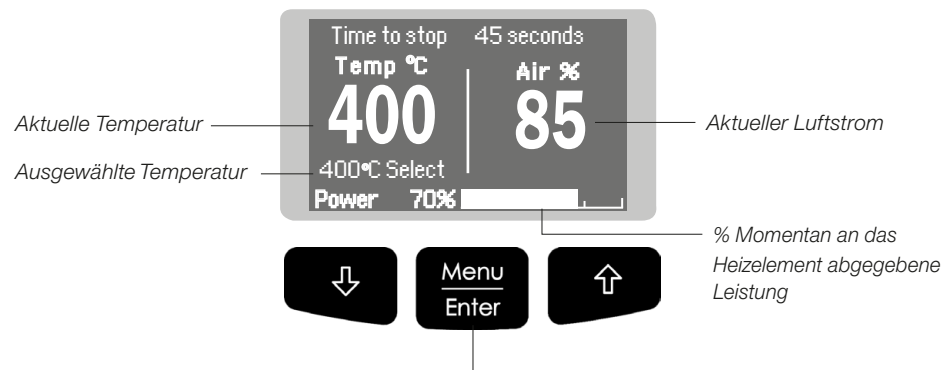 Time to stop 45 seconds
Temp °C
Air %
400
85
Aktuelle Temperatur
Aktueller Luftstrom
Ausgewählte Temperatur
400°C Select
Power 70%
% Momentan an das
Heizelement abgegebene
Leistung
Menu
Enter